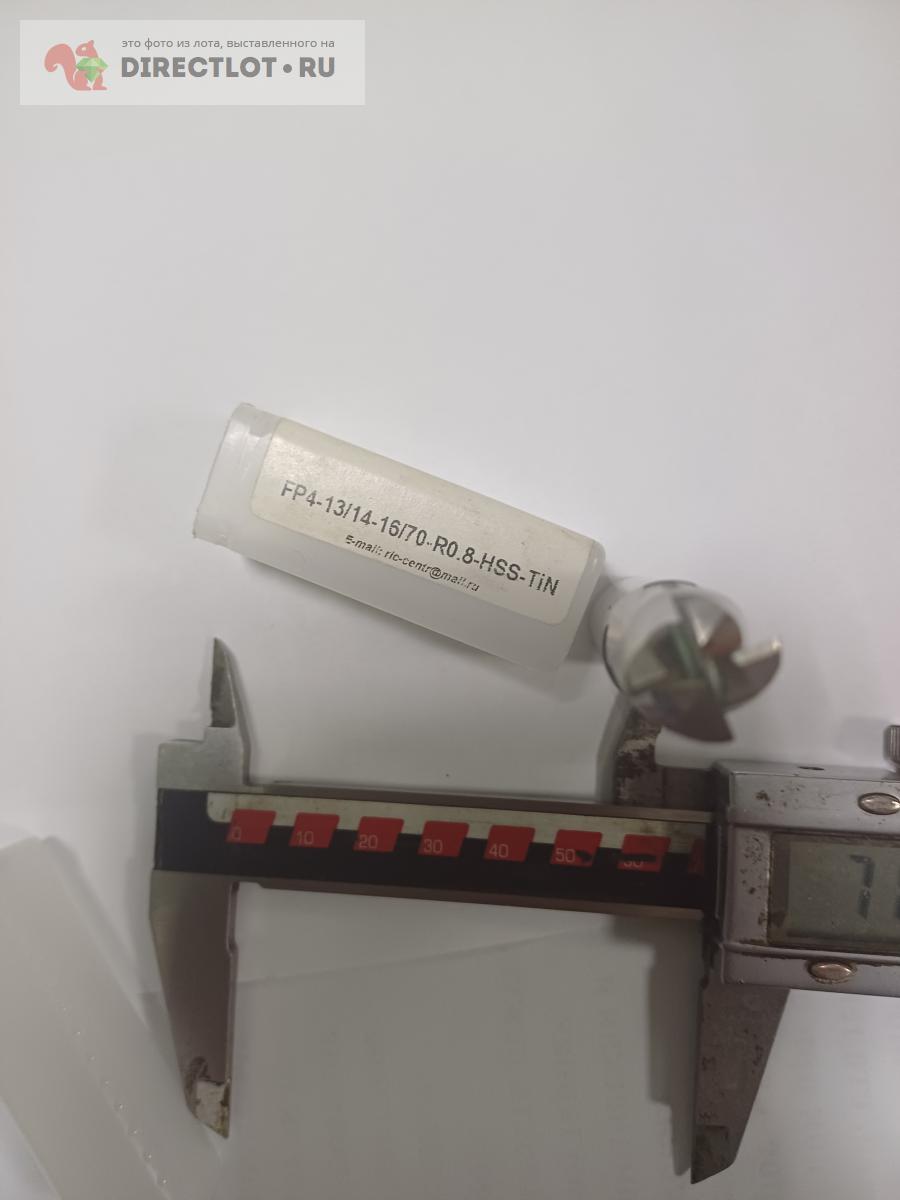 это фото из лота, выставленного на
DIRECTLOT•RU
FP4-13/14-16/70-R0.8-HSS-TiN
E-mail: ric-centr@mail.ru
0 10 20 30 40 50